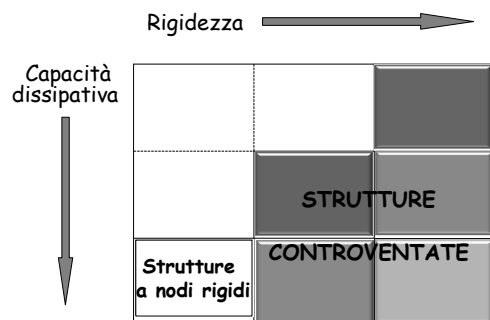 Rigidezza
Capacità
dissipativa
STRUTTURE
CONTROVENTATE
Strutture
a nodi rigidi